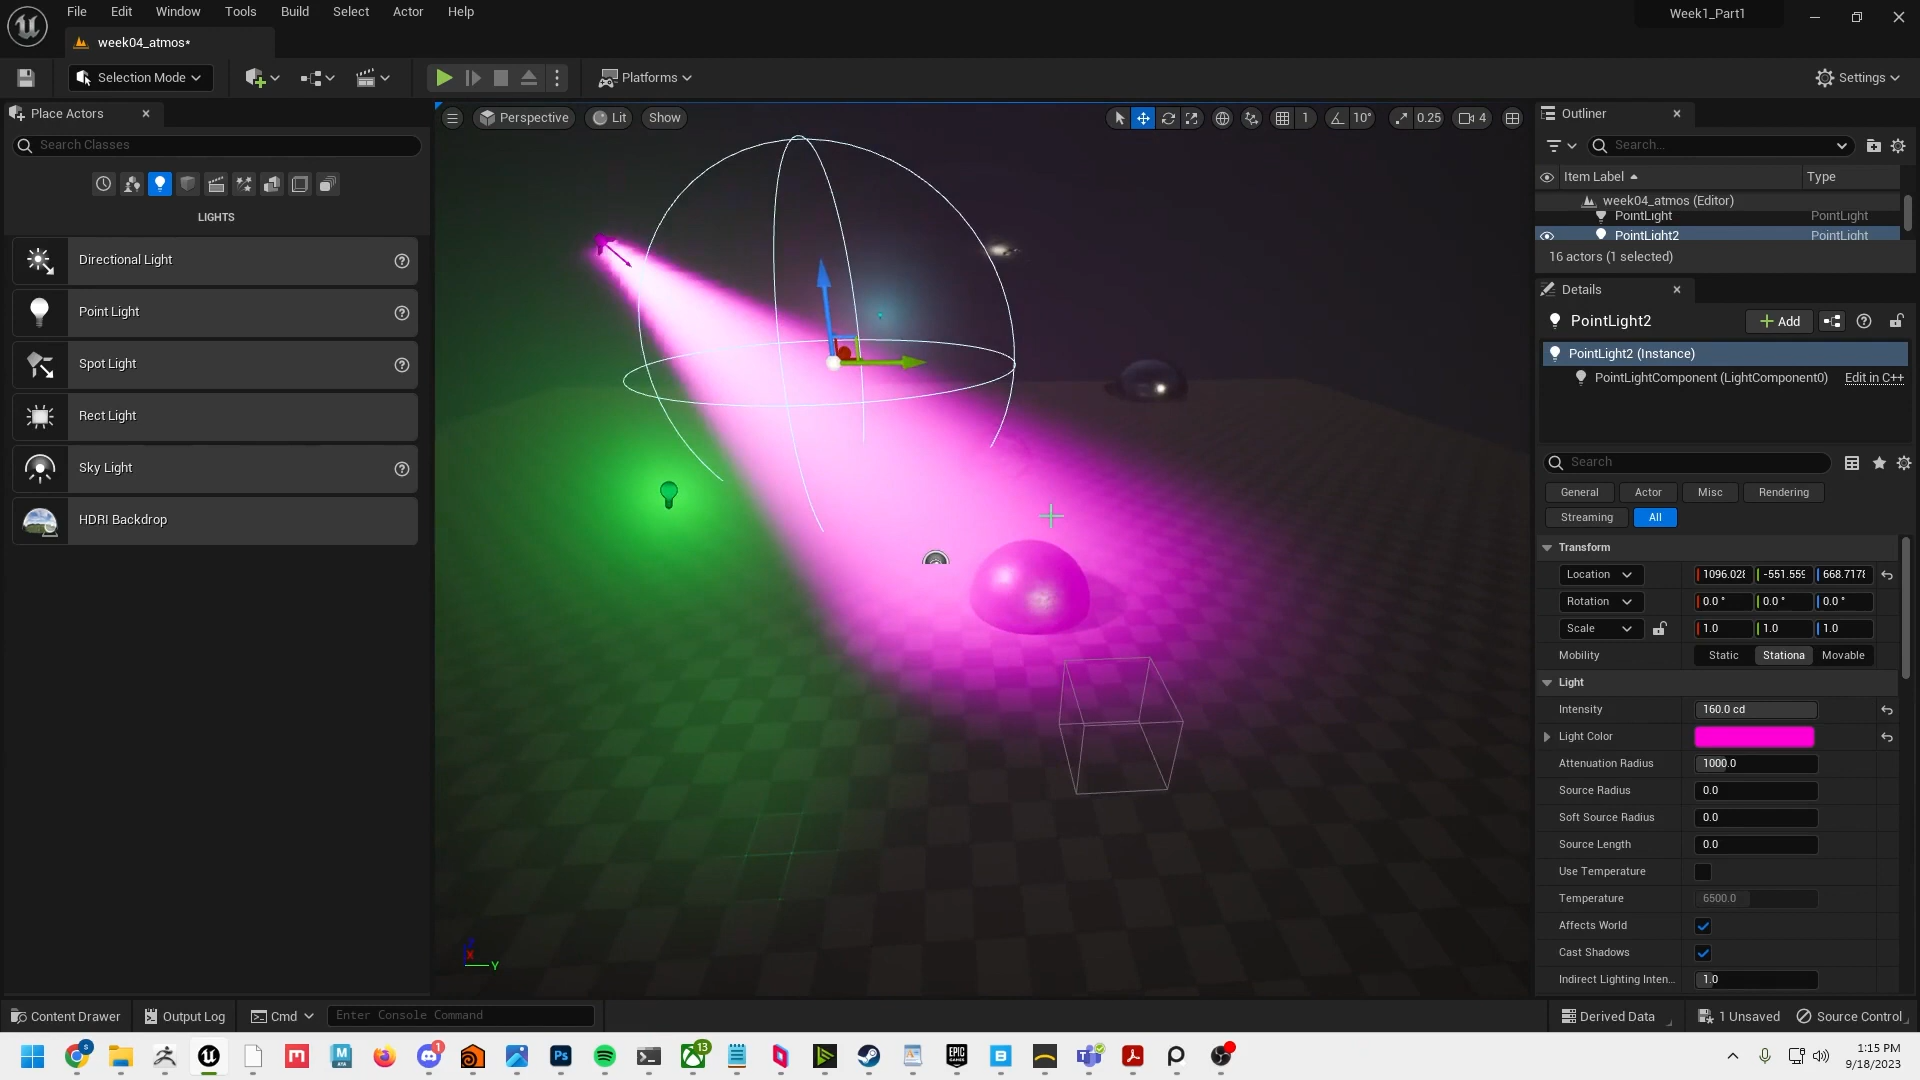 File Edit Window Tools Build Select Actor Help
Week1_Part1
week04_atmos*
Selection Mode
Platforms
Settings
Place Actors
Search Classes
LIGHTS
Directional Light
Point Light
Spot Light
Rect Light
Sky Light
HDRI Backdrop
Perspective
Lit
Show
1
10°
0.25
4
Y
Outliner
Search...
Item Label
Type
week04_atmos (Editor)
PointLight PointLight
PointLight2 PointLight
16 actors (1 selected)
Details
PointLight2
Add
PointLight2 (Instance)
PointLightComponent (LightComponent0) Edit in C++
Search
General Actor Misc Rendering
Streaming All
Transform
Location 1096.028 -551.559 668.7178
Rotation 0.0 ° 0.0 ° 0.0 °
Scale 1.0 1.0 1.0
Mobility Static Stationa Movable
Light
Intensity 160.0 cd
Light Color
Attenuation Radius 1000.0
Source Radius 0.0
Soft Source Radius 0.0
Source Length 0.0
Use Temperature
Temperature 6500.0
Affects World
Cast Shadows
Indirect Lighting Inten... 1.0
Content Drawer
Output Log
Cmd
Enter Console Command
Derived Data
1 Unsaved
Source Control
1:15 PM
9/18/2023